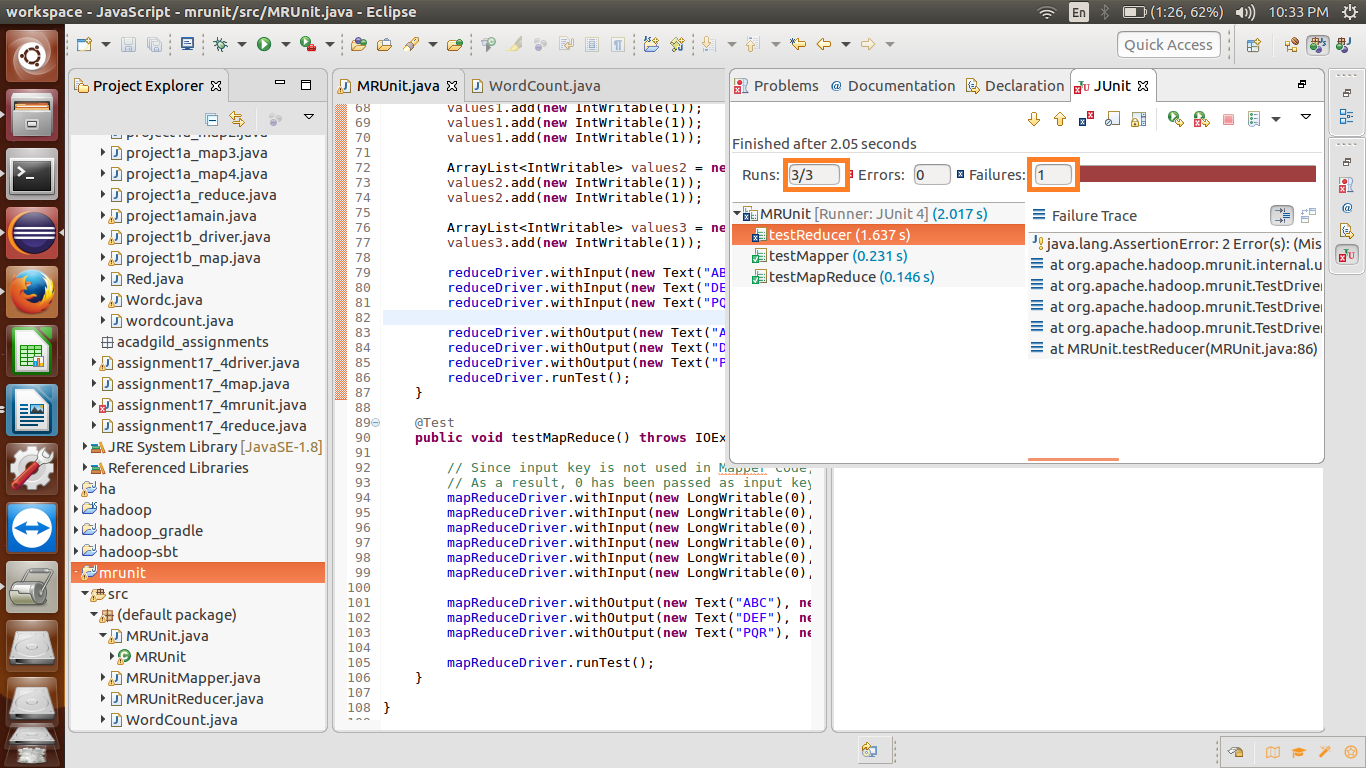 workspace - JavaScript - mrunit/src/MRUnit.java - Eclipse
En
(1:26, 62%)
10:33 PM
Quick Access
Project Explorer
project1a_map2.java
project1a_map3.java
project1a_map4.java
project1a_reduce.java
project1amain.java
project1b_driver.java
project1b_map.java
Red.java
Wordc.java
wordcount.java
acadgild_assignments
assignment17_4driver.java
assignment17_4map.java
assignment17_4mrunit.java
assignment17_4reduce.java
JRE System Library [JavaSE-1.8]
Referenced Libraries
ha
hadoop
hadoop_gradle
hadoop-sbt
mrunit
src
(default package)
MRUnit.java
MRUnit
MRUnitMapper.java
MRUnitReducer.java
WordCount.java
MRUnit.java
WordCount.java
68 values1.add(new IntWritable(1));
69 values1.add(new IntWritable(1));
70 values1.add(new IntWritable(1));
71
72 ArrayList<IntWritable> values2 = ne
73 values2.add(new IntWritable(1));
74 values2.add(new IntWritable(1));
75
76 ArrayList<IntWritable> values3 = ne
77 values3.add(new IntWritable(1));
78
79 reduceDriver.withInput(new Text("AB
80 reduceDriver.withInput(new Text("DE
81 reduceDriver.withInput(new Text("PQ
82
83 reduceDriver.withOutput(new Text("A
84 reduceDriver.withOutput(new Text("D
85 reduceDriver.withOutput(new Text("P
86 reduceDriver.runTest();
87 }
88
89 @Test
90 public void testMapReduce() throws IOEx
91
92 // Since input key is not used in Mapper code,
93 // As a result, 0 has been passed as input key
94 mapReduceDriver.withInput(new LongWritable(0),
95 mapReduceDriver.withInput(new LongWritable(0),
96 mapReduceDriver.withInput(new LongWritable(0),
97 mapReduceDriver.withInput(new LongWritable(0),
98 mapReduceDriver.withInput(new LongWritable(0),
99 mapReduceDriver.withInput(new LongWritable(0),
100
101 mapReduceDriver.withOutput(new Text("ABC"), ne
102 mapReduceDriver.withOutput(new Text("DEF"), ne
103 mapReduceDriver.withOutput(new Text("PQR"), ne
104
105 mapReduceDriver.runTest();
106 }
107
108 }
Problems
@ Documentation
Declaration
JUnit
Finished after 2.05 seconds
Runs: 3/3 Errors: 0 Failures: 1
MRUnit [Runner: JUnit 4] (2.017 s)
testReducer (1.637 s)
testMapper (0.231 s)
testMapReduce (0.146 s)
Failure Trace
java.lang.AssertionError: 2 Error(s): (Mis
at org.apache.hadoop.mrunit.internal.u
at org.apache.hadoop.mrunit.TestDrive
at org.apache.hadoop.mrunit.TestDrive
at org.apache.hadoop.mrunit.TestDrive
at MRUnit.testReducer(MRUnit.java:86)